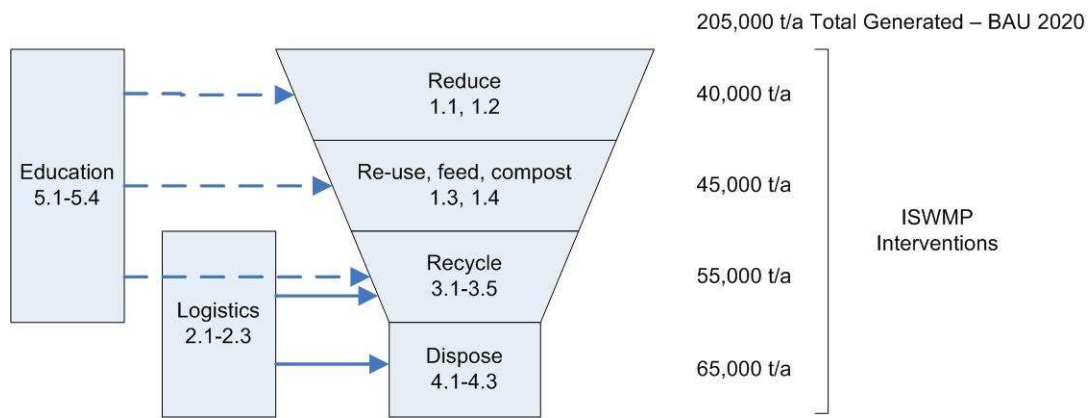 205,000 t/a Total Generated – BAU 2020
Reduce
1.1, 1.2
40,000 t/a
Education
5.1-5.4
Re-use, feed, compost
1.3, 1.4
45,000 t/a
ISWMP
Interventions
Recycle
3.1-3.5
55,000 t/a
Logistics
2.1-2.3
Dispose
4.1-4.3
65,000 t/a